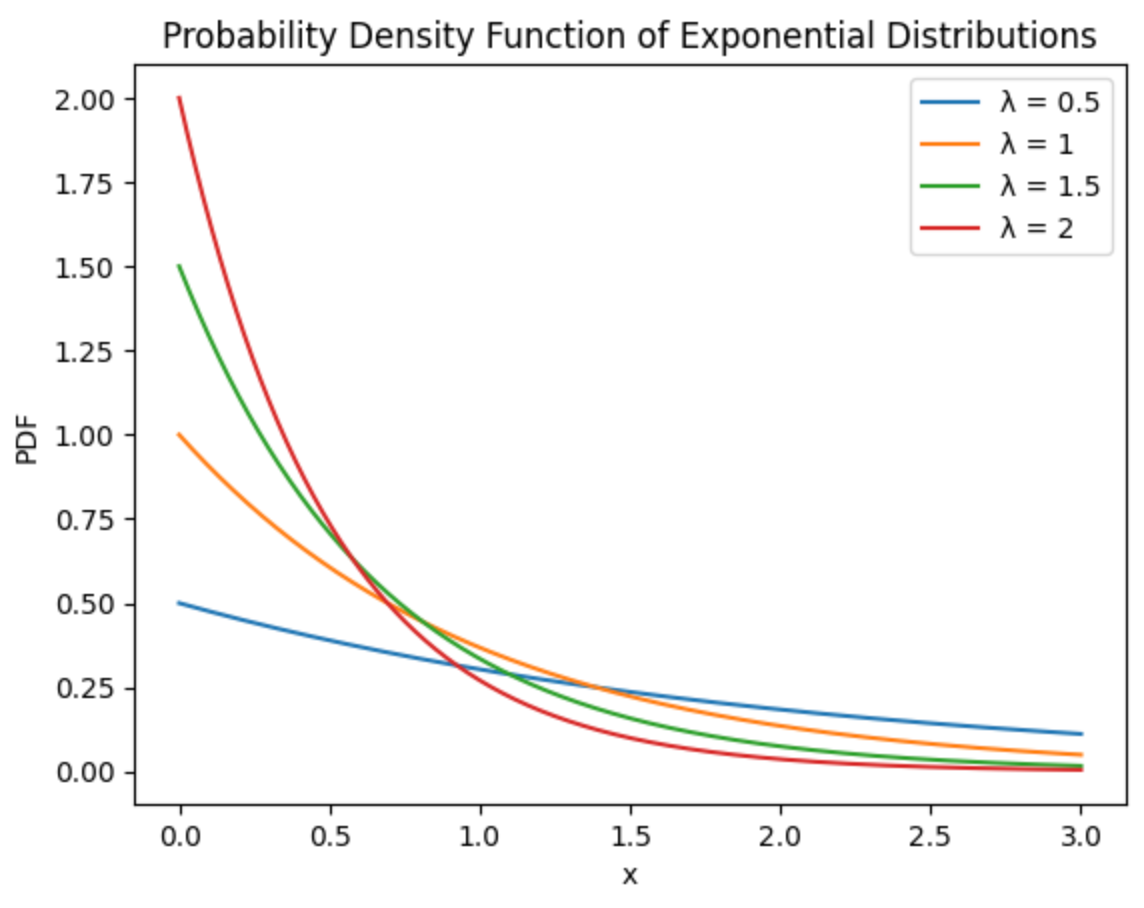 Probability Density Function of Exponential Distributions
λ = 0.5
λ = 1
λ = 1.5
λ = 2
2.00
1.75
1.50
1.25
1.00
0.75
0.50
0.25
0.00
PDF
0.0 0.5 1.0 1.5 2.0 2.5 3.0
x